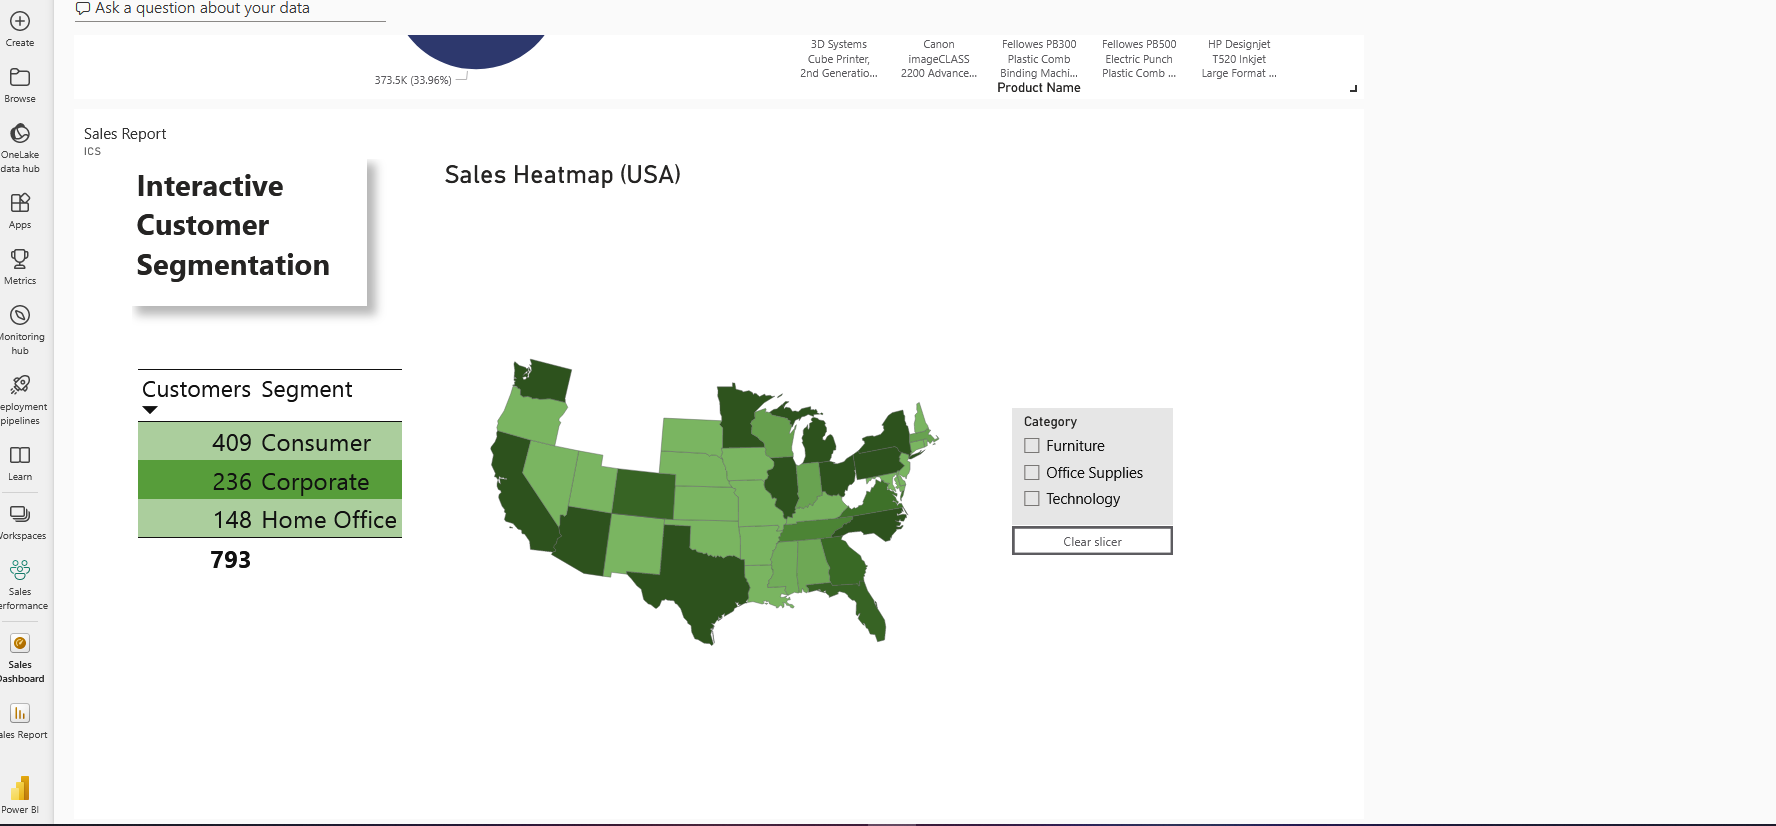 Ask a question about your data
Create
Browse
OneLake
data hub
Apps
Metrics
Monitoring
hub
eployment
pipelines
Learn
Workspaces
Sales
erformance
Sales
Dashboard
ales Report
Power BI
373.5K (33.96%)
3D Systems
Cube Printer,
2nd Generatio...
Canon
imageCLASS
2200 Advance...
Fellowes PB300
Plastic Comb
Binding Machi...
Fellowes PB500
Electric Punch
Plastic Comb ...
HP Designjet
T520 Inkjet
Large Format ...
Product Name
Sales Report
ICS
Interactive
Customer
Segmentation
Sales Heatmap (USA)
Customers Segment
409 Consumer
236 Corporate
148 Home Office
793
Category
Furniture
Office Supplies
Technology
Clear slicer